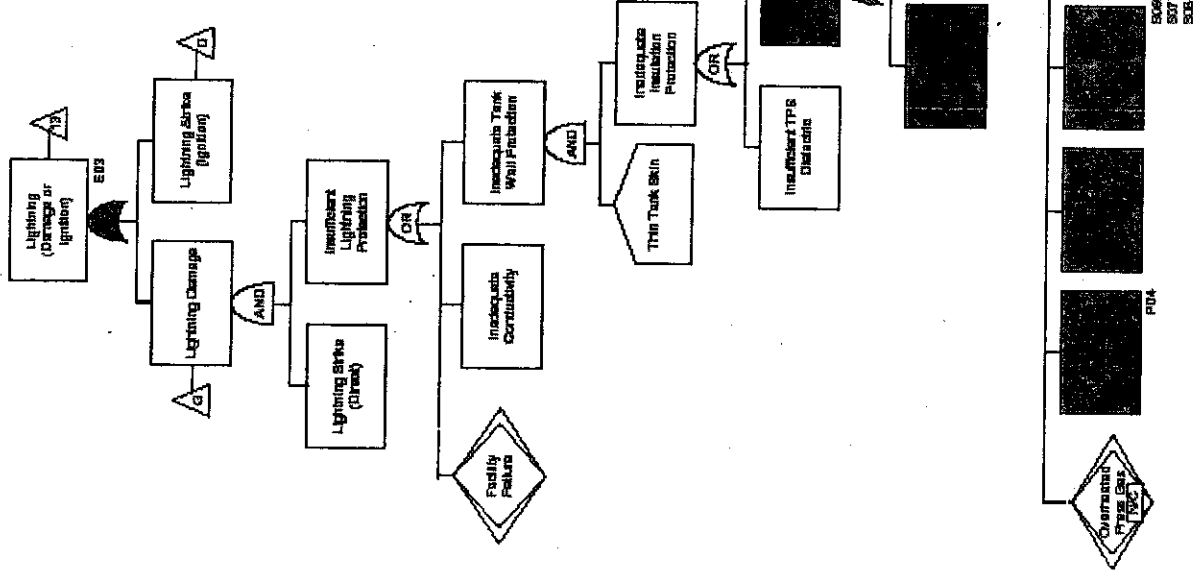 Lightning
(Damage or
Ignition)
E03
Lightning Damage
Lightning Strike
(Ignition)
G
D
AND
Lightning Strike
(Direct)
Insufficient
Lightning
Protection
OR
Facility
Failure
Inadequate
Conductivity
Inadequate Tank
Wall Protection
AND
Thin Tank Skin
Inadequate
Insulation
Protection
OR
Insufficient TPS
Dielectric
Overheated
Press Gas
N/C
P04
S07